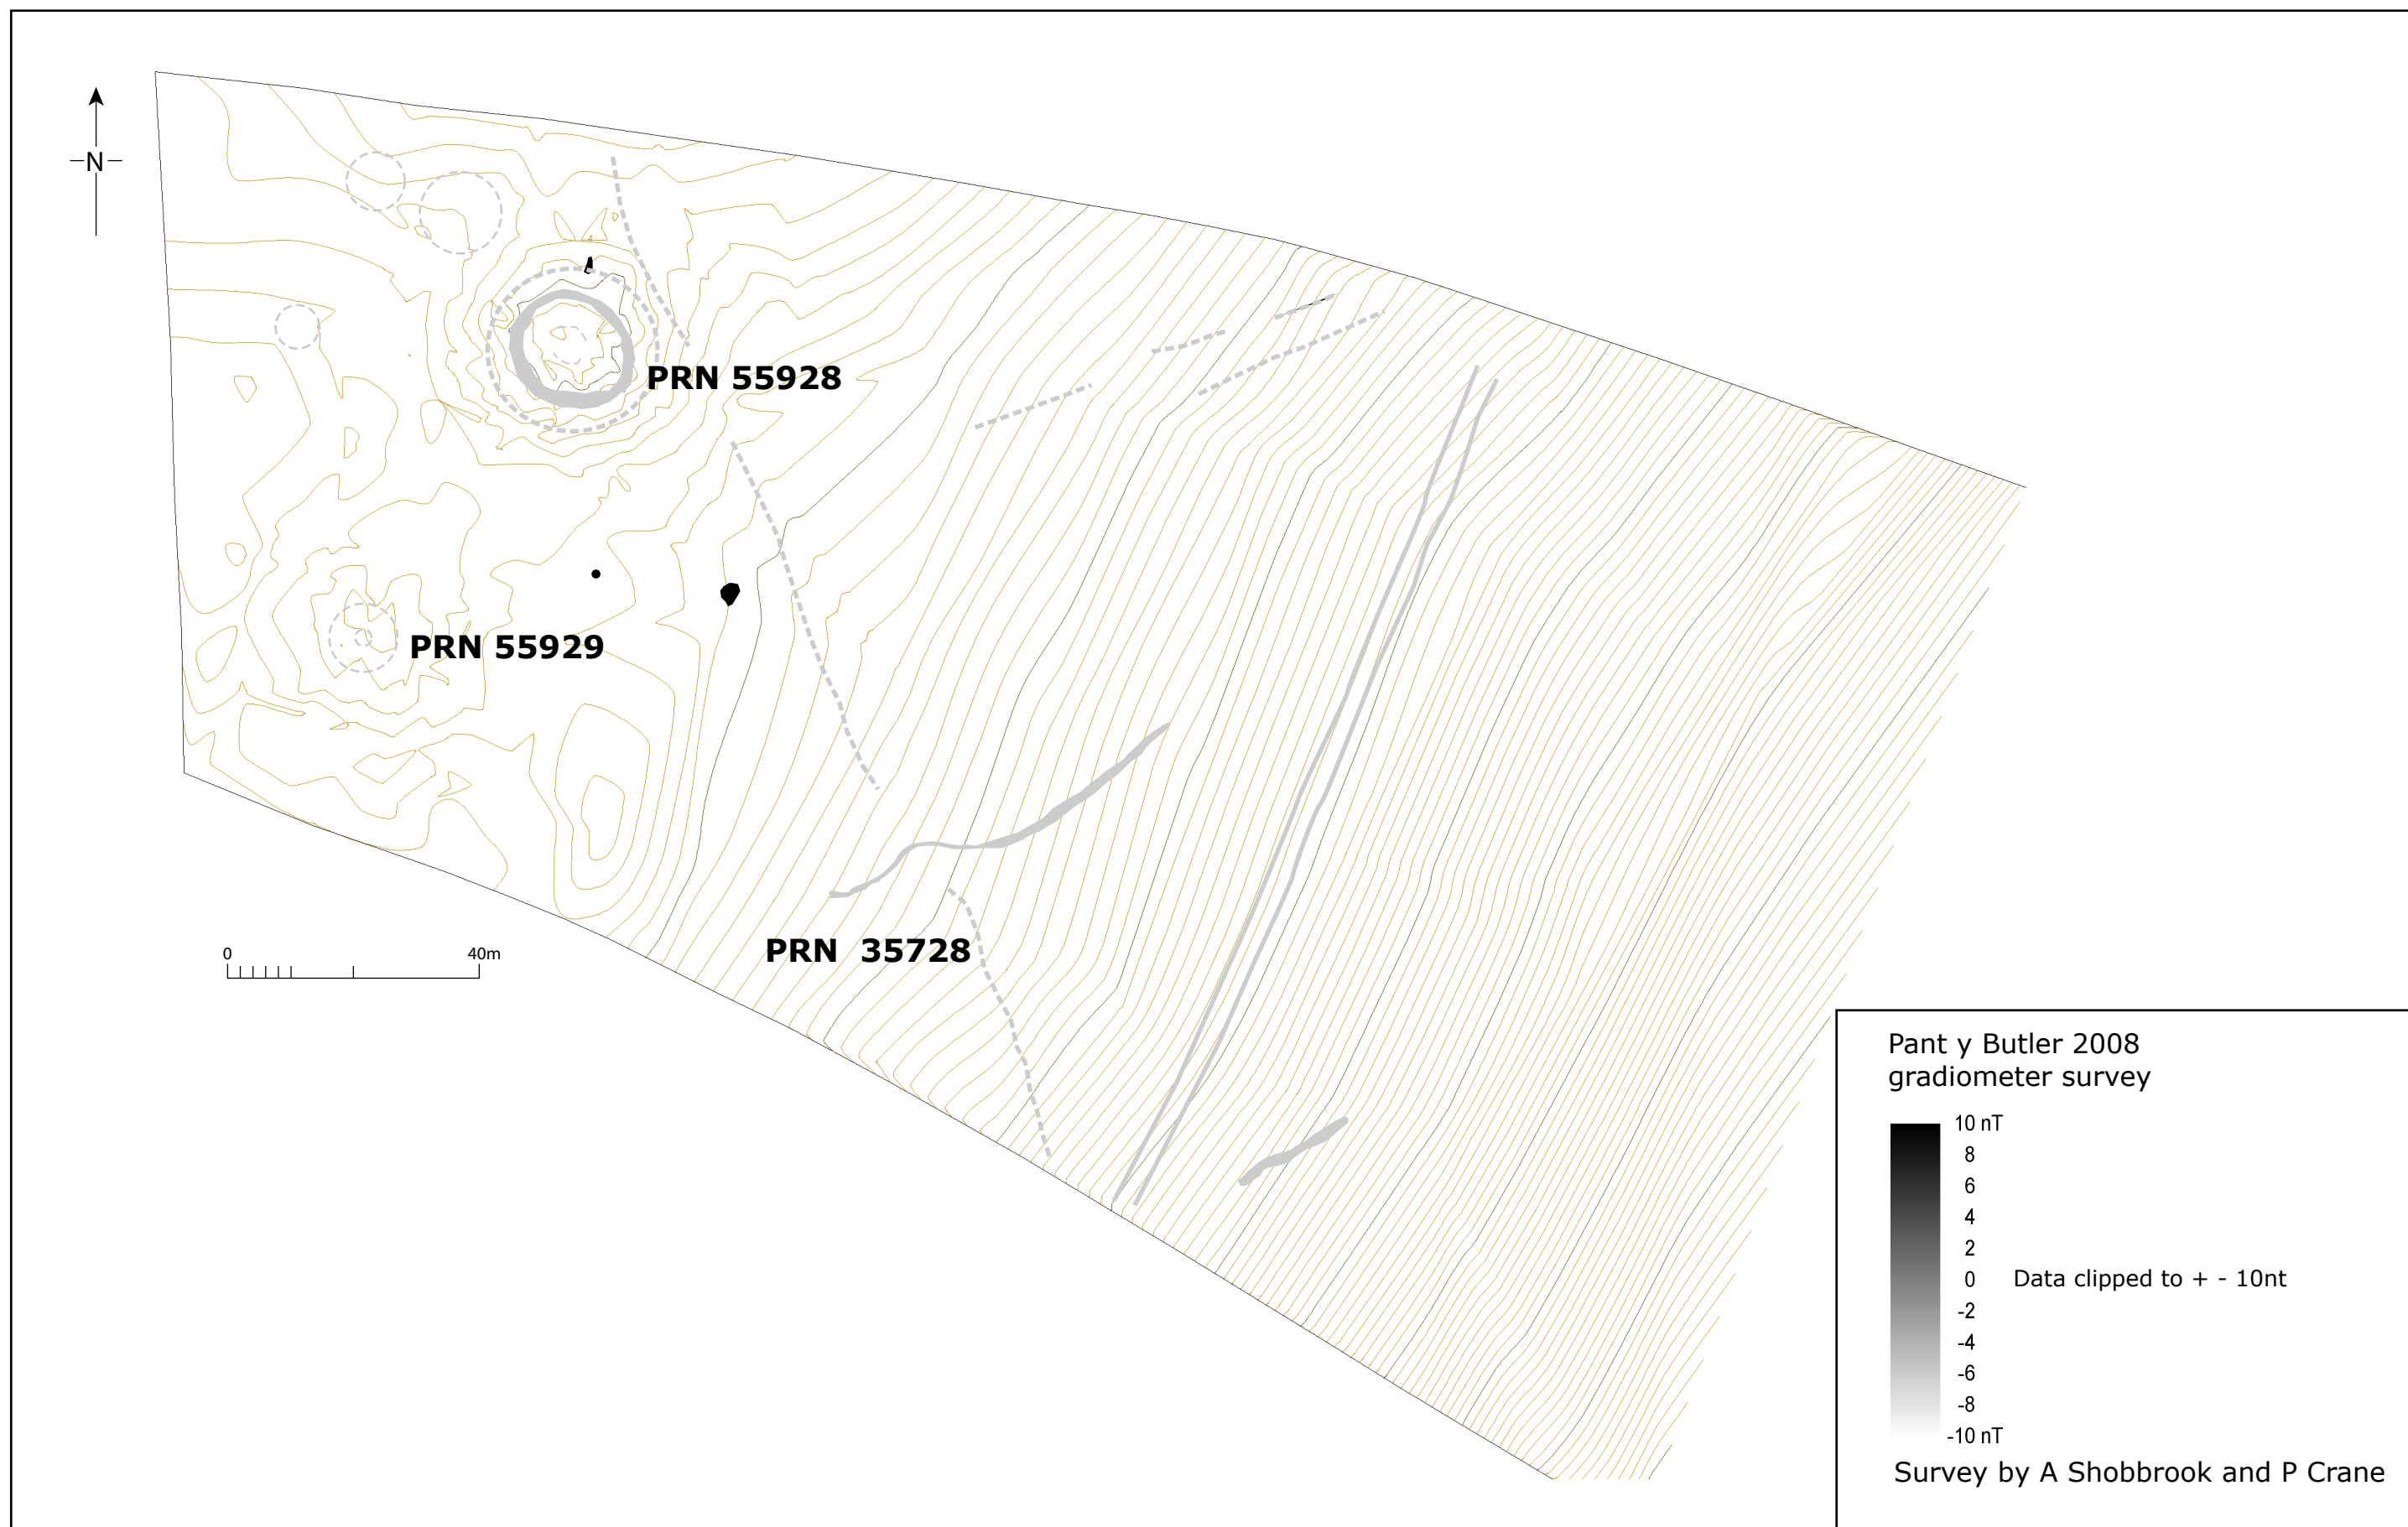 N
PRN 55928
PRN 55929
PRN  35728
0 40m
Pant y Butler 2008
gradiometer survey
10 nT
8
6
4
2
0
-2
-4
-6
-8
-10 nT
Data clipped to + - 10nt
Survey by A Shobbrook and P Crane